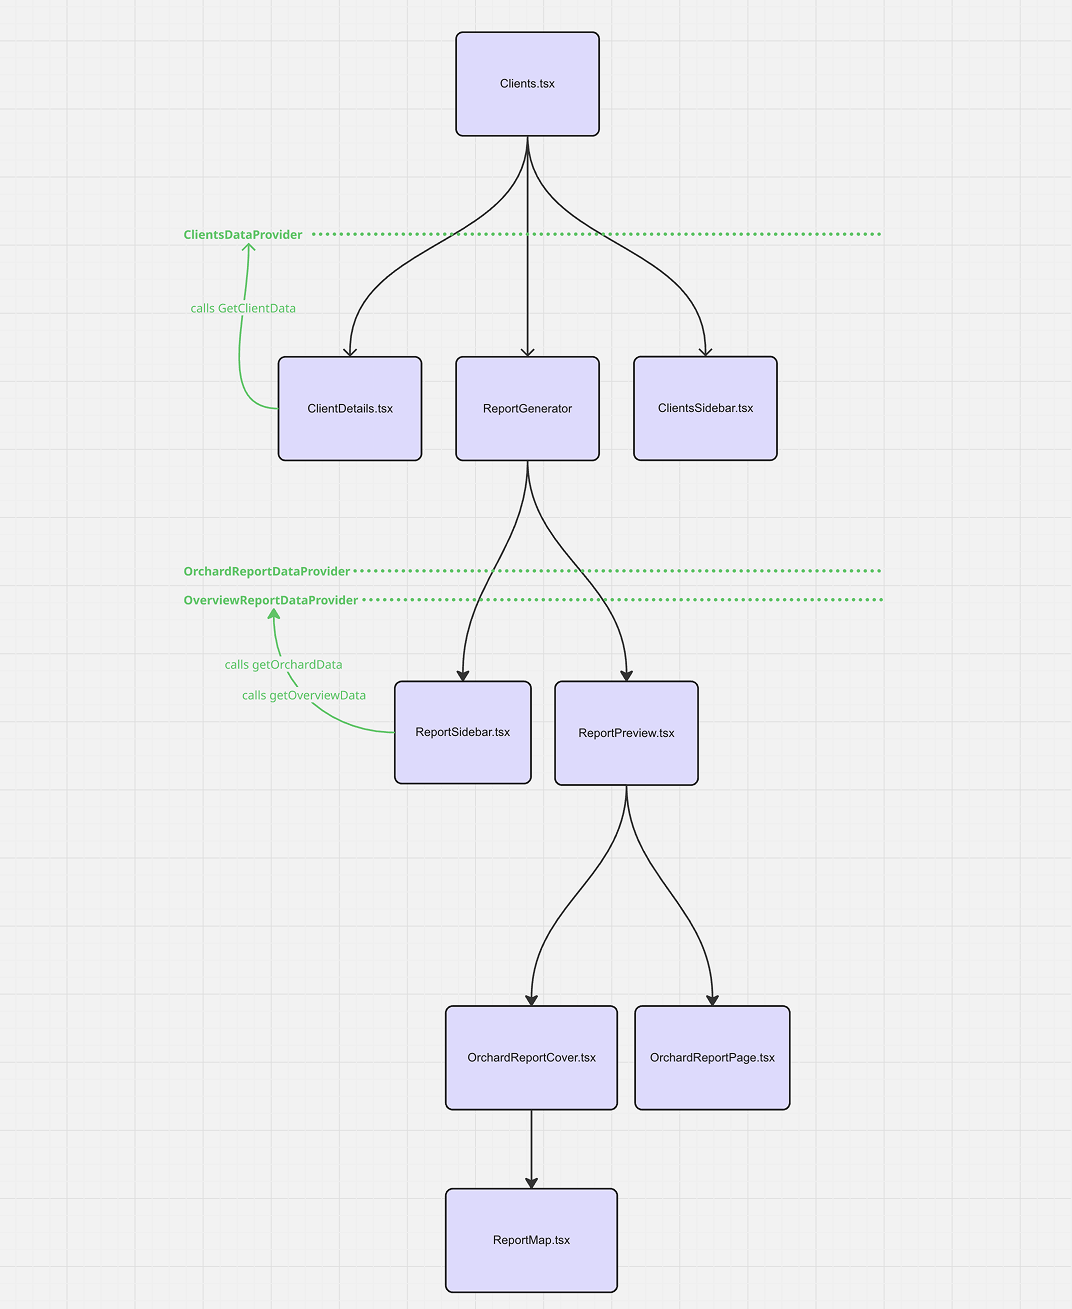 Clients.tsx
ClientsDataProvider
calls GetClientData
ClientDetails.tsx
ReportGenerator
ClientsSidebar.tsx
OrchardReportDataProvider
OverviewReportDataProvider
calls getOrchardData
calls getOverviewData
ReportSidebar.tsx
ReportPreview.tsx
OrchardReportCover.tsx
OrchardReportPage.tsx
ReportMap.tsx